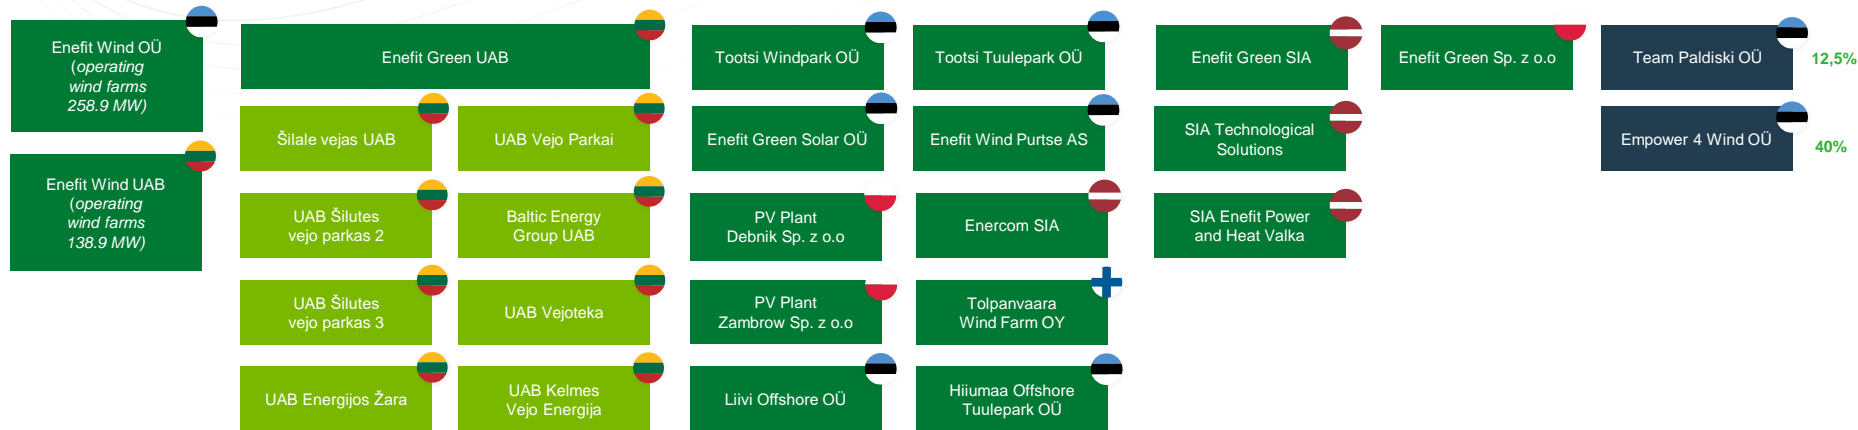 Enefit Wind OÜ
(operating
wind farms
258.9 MW)
Enefit Wind UAB
(operating
wind farms
138.9 MW)
Enefit Green UAB
Šilale vejas UAB
UAB Vejo Parkai
UAB Šilutes
vejo parkas 2
Baltic Energy
Group UAB
UAB Šilutes
vejo parkas 3
UAB Vejoteka
UAB Energijos Žara
UAB Kelmes
Vejo Energija
Tootsi Windpark OÜ
Tootsi Tuulepark OÜ
Enefit Green Solar OÜ
Enefit Wind Purtse AS
PV Plant
Debnik Sp. z o.o
Enercom SIA
PV Plant
Zambrow Sp. z o.o
Tolpanvaara
Wind Farm OY
Liivi Offshore OÜ
Hiiumaa Offshore
Tuulepark OÜ
Enefit Green SIA
SIA Technological
Solutions
SIA Enefit Power
and Heat Valka
Enefit Green Sp. z o.o
Team Paldiski OÜ
12,5%
Empower 4 Wind OÜ
40%